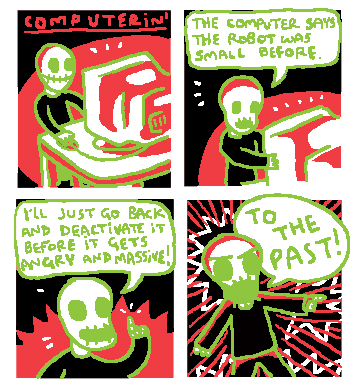 COMPUTERIN'
THE COMPUTER SAYS
THE ROBOT WAS
SMALL BEFORE.
I'LL JUST GO BACK
AND DEACTIVATE IT
BEFORE IT GETS
ANGRY AND MASSIVE!
TO
THE
PAST!